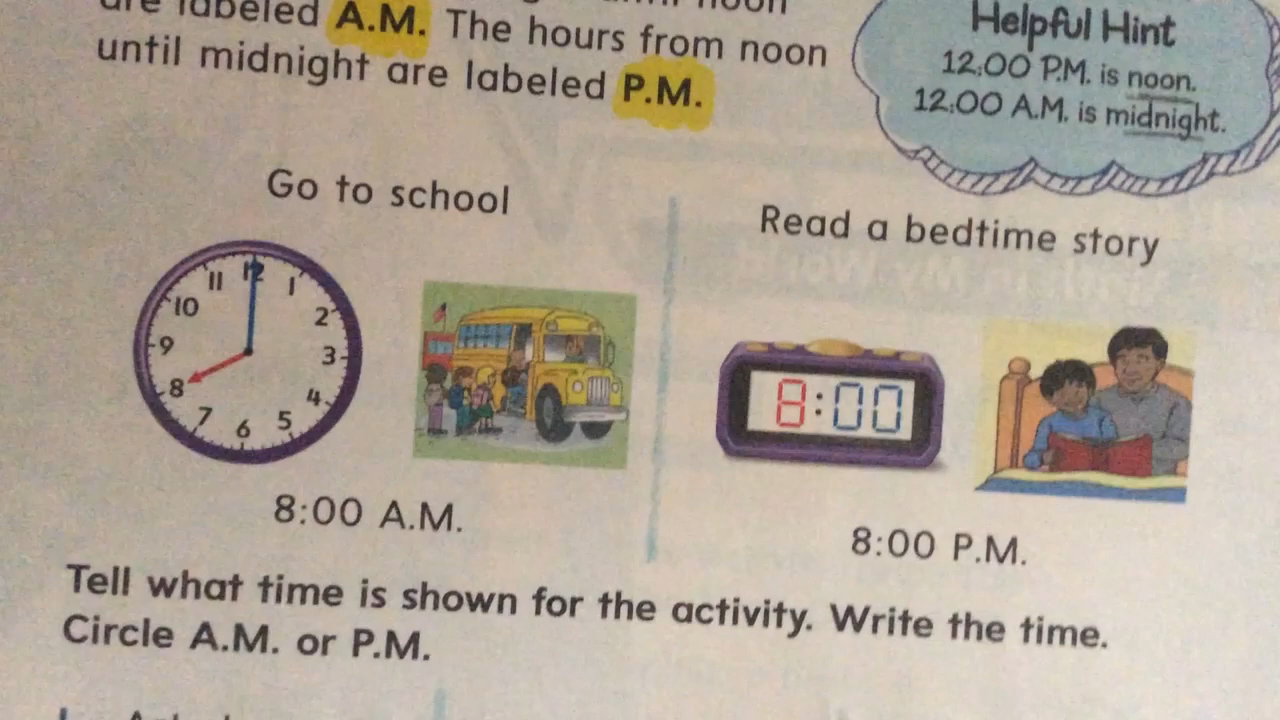 are labeled A.M. The hours from noon
until midnight are labeled P.M.
Helpful Hint
12:00 P.M. is noon.
12:00 A.M. is midnight.
Go to school
12
1
2
3
4
5
6
7
8
9
10
11
8:00 A.M.
Read a bedtime story
8:00
8:00 P.M.
Tell what time is shown for the activity. Write the time.
Circle A.M. or P.M.